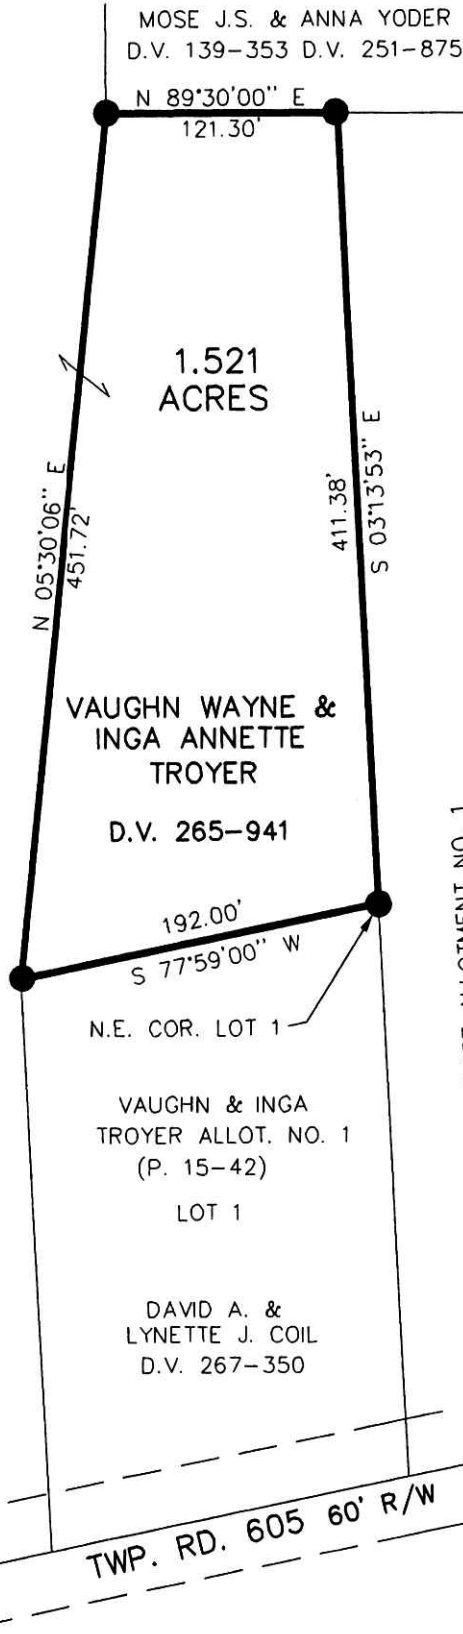 MOSE J.S. & ANNA YODER
D.V. 139-353 D.V. 251-875
N 89°30'00" E
121.30'
1.521
ACRES
N 05°30'06" E
451.72'
411.38'
S 03°13'53" E
VAUGHN WAYNE &
INGA ANNETTE
TROYER
D.V. 265-941
192.00'
S 77°59'00" W
N.E. COR. LOT 1
ALLOTMENT NO. 1
VAUGHN & INGA
TROYER ALLOT. NO. 1
(P. 15-42)
LOT 1
DAVID A. &
LYNETTE J. COIL
D.V. 267-350
TWP. RD. 605 60' R/W